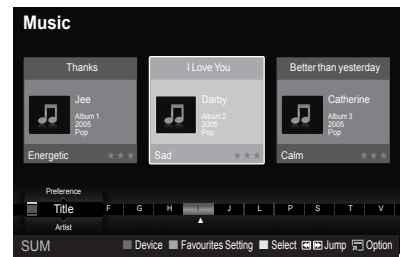 Music
Thanks
I Love You
Better than yesterday
Jee
Album 1
2005
Pop
Darby
Album 2
2005
Pop
Catherine
Album 3
2005
Pop
Energetic ★★★
Sad ★★★
Calm ★★★
Preference
Title F G H I J L P S T V
Artist
SUM Device Favourites Setting Select Jump Option